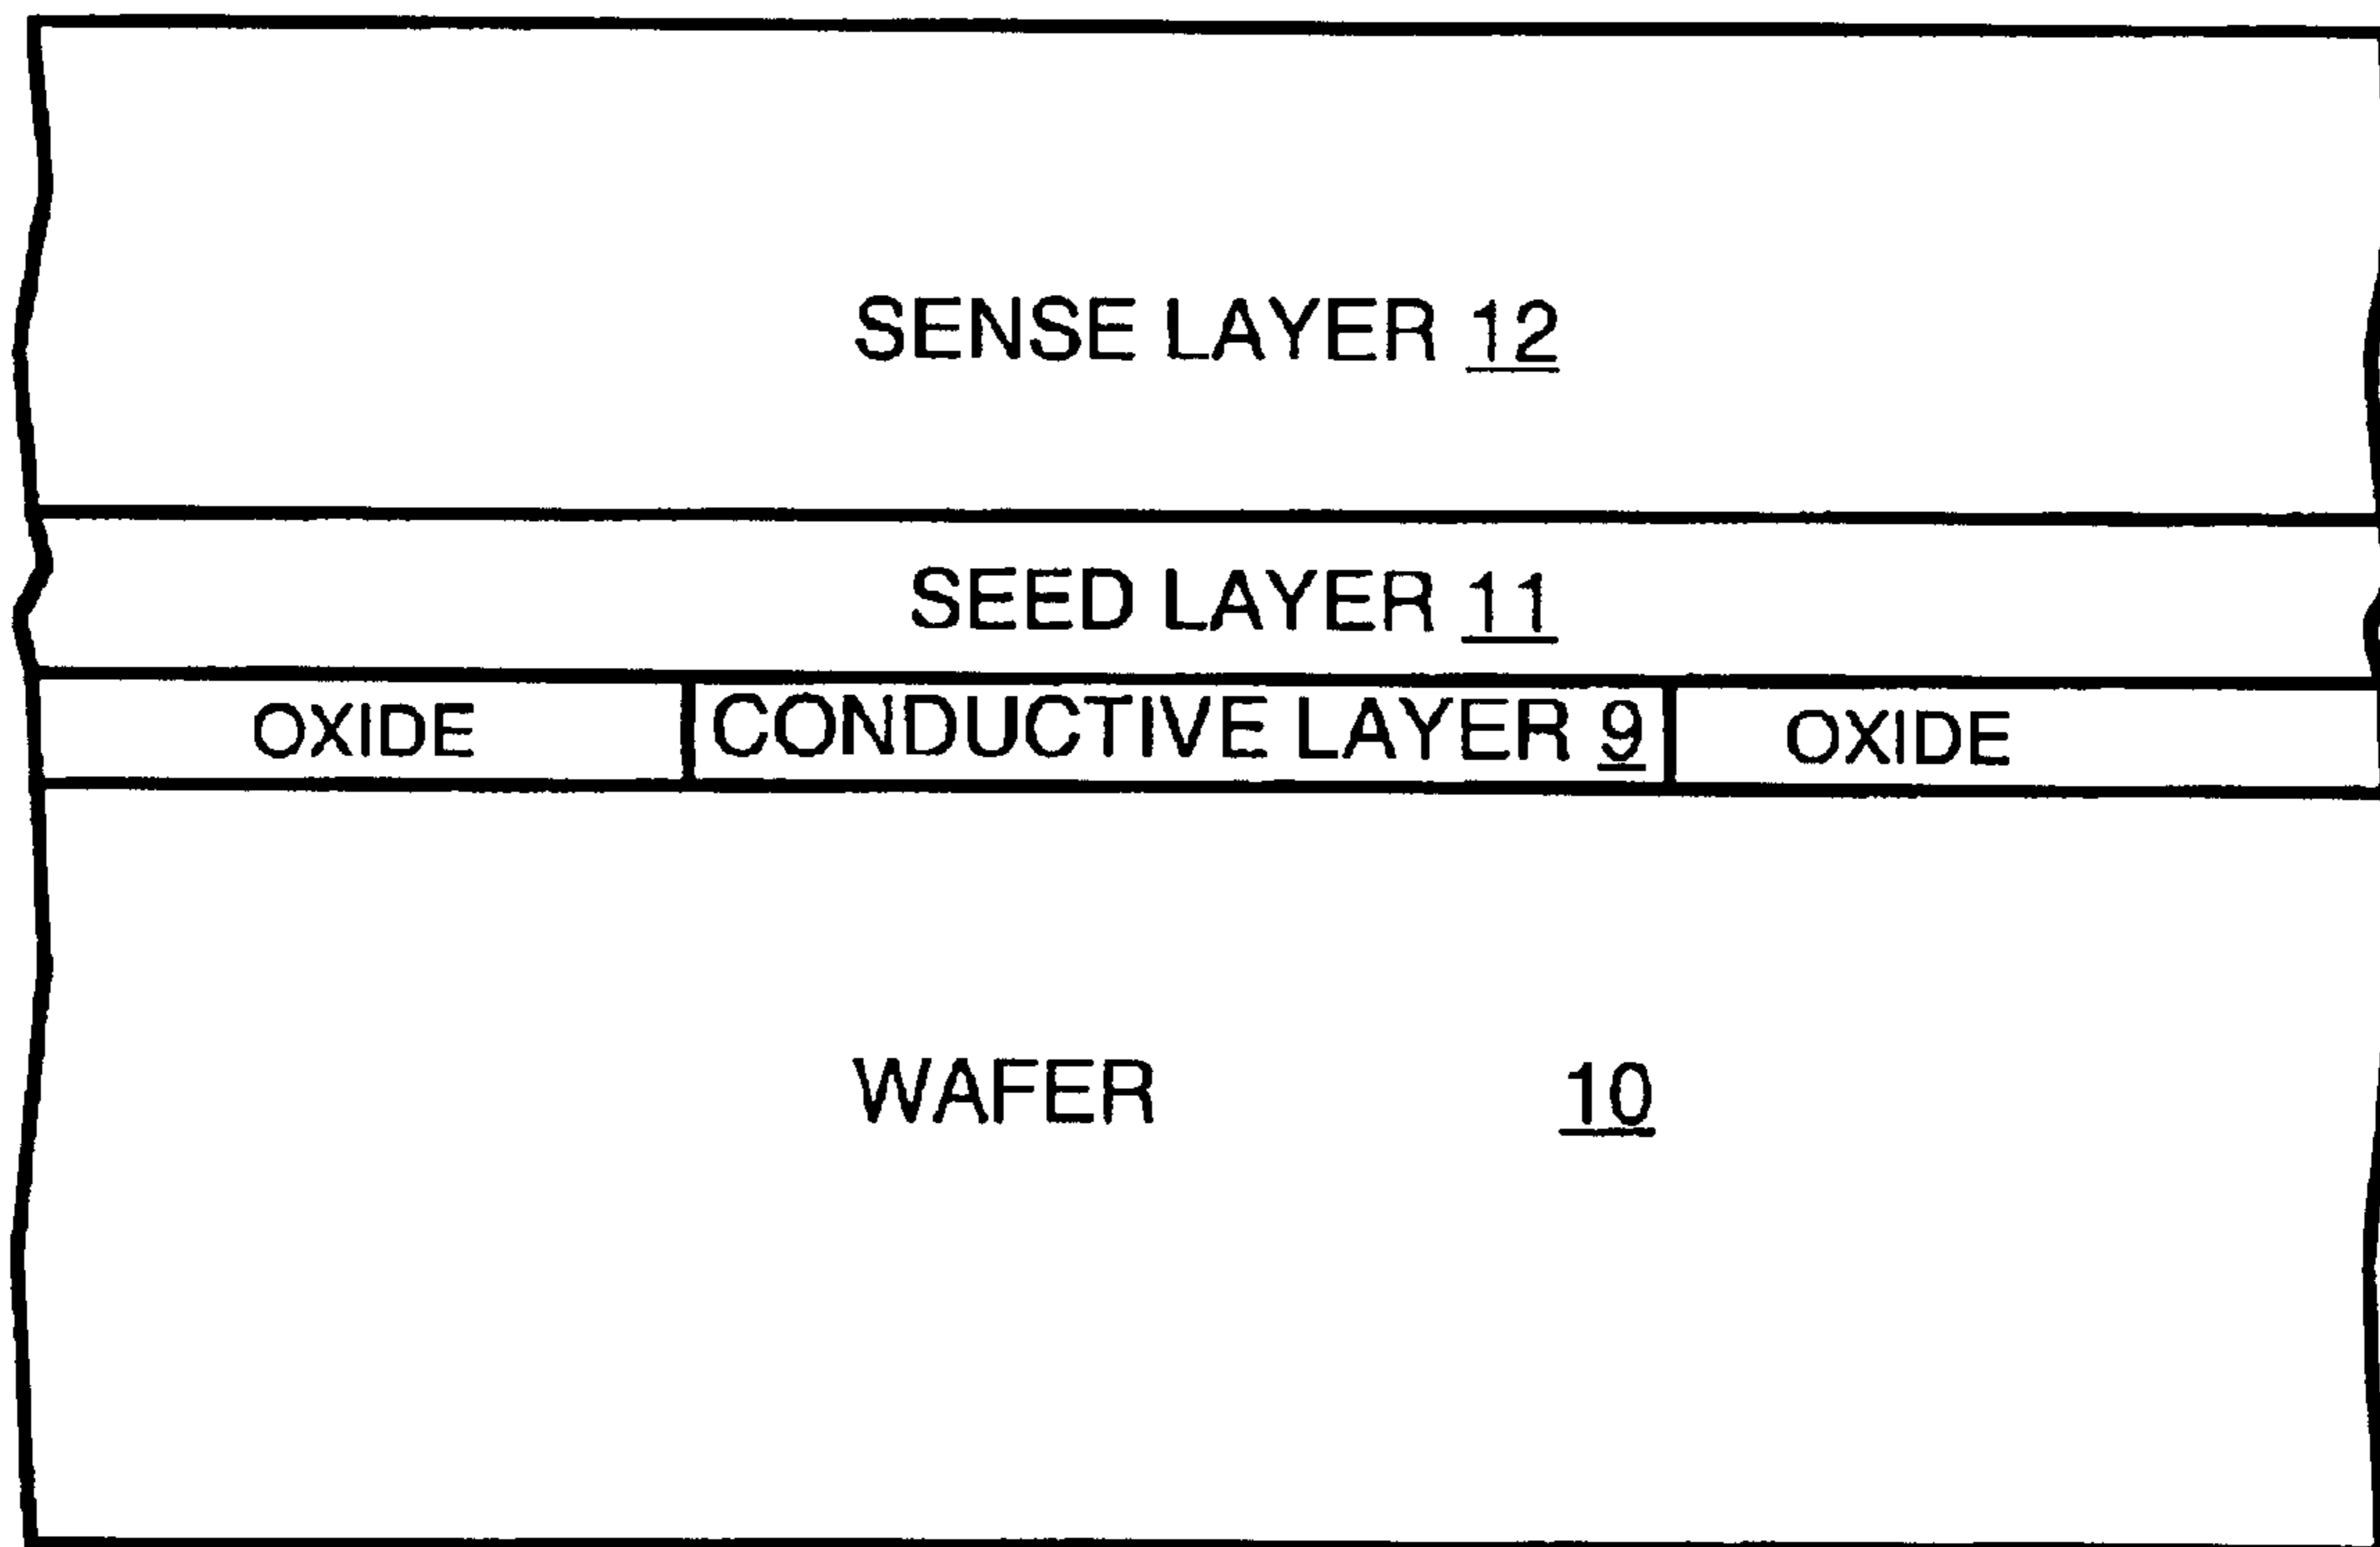 SENSE LAYER 12
SEED LAYER 11
OXIDE CONDUCTIVE LAYER 9 OXIDE
WAFER 10